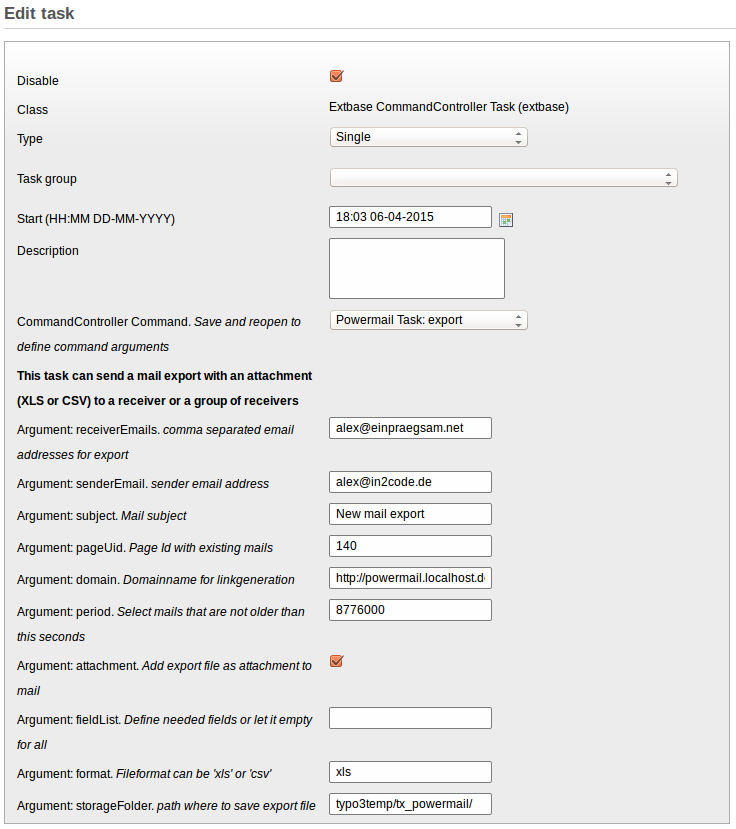 Edit task
Disable
Class Extbase CommandController Task (extbase)
Type Single
Task group
Start (HH:MM DD-MM-YYYY) 18:03 06-04-2015
Description
CommandController Command. Save and reopen to Powermail Task: export
define command arguments
This task can send a mail export with an attachment
(XLS or CSV) to a receiver or a group of receivers
Argument: receiverEmails. comma separated email alex@einpraegsam.net
addresses for export
Argument: senderEmail. sender email address alex@in2code.de
Argument: subject. Mail subject New mail export
Argument: pageUid. Page Id with existing mails 140
Argument: domain. Domainname for linkgeneration http://powermail.localhost.d
Argument: period. Select mails that are not older than 8776000
this seconds
Argument: attachment. Add export file as attachment to
mail
Argument: fieldList. Define needed fields or let it empty
for all
Argument: format. Fileformat can be 'xls' or 'csv' xls
Argument: storageFolder. path where to save export file typo3temp/tx_powermail/